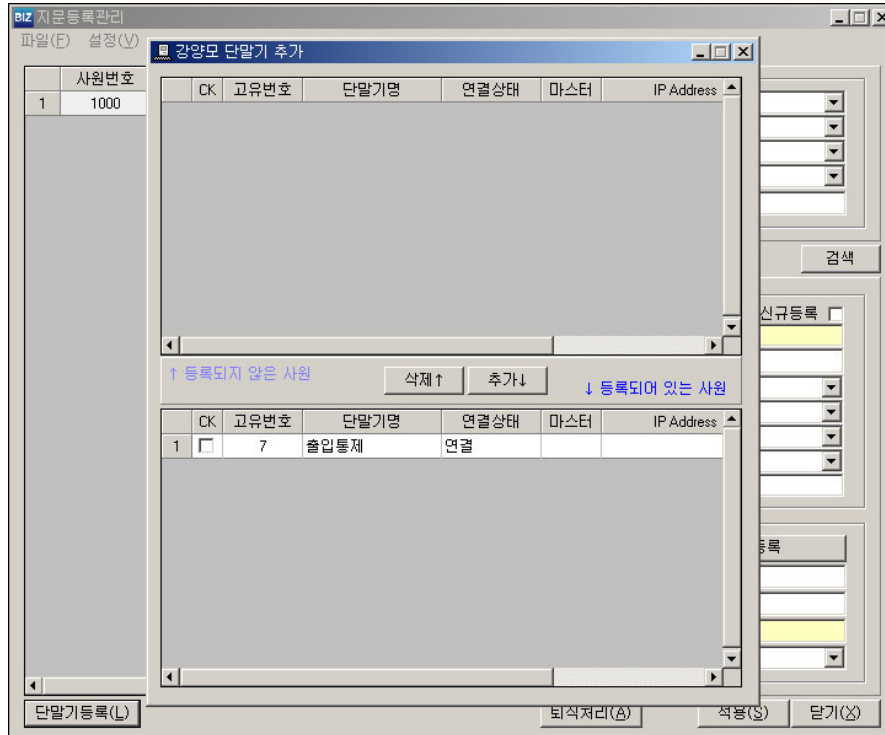 BIZ 지문등록관리
파일(F) 설정(V)
사원번호
1 1000
강양모 단말기 추가
CK 고유번호 단말기명 연결상태 마스터 IP Address
↑ 등록되지 않은 사원 삭제↑ 추가↓ ↓ 등록되어 있는 사원
CK 고유번호 단말기명 연결상태 마스터 IP Address
1 7 출입통제 연결
검색
신규등록
등록
단말기등록(L) 퇴직처리(A) 적용(S) 닫기(X)